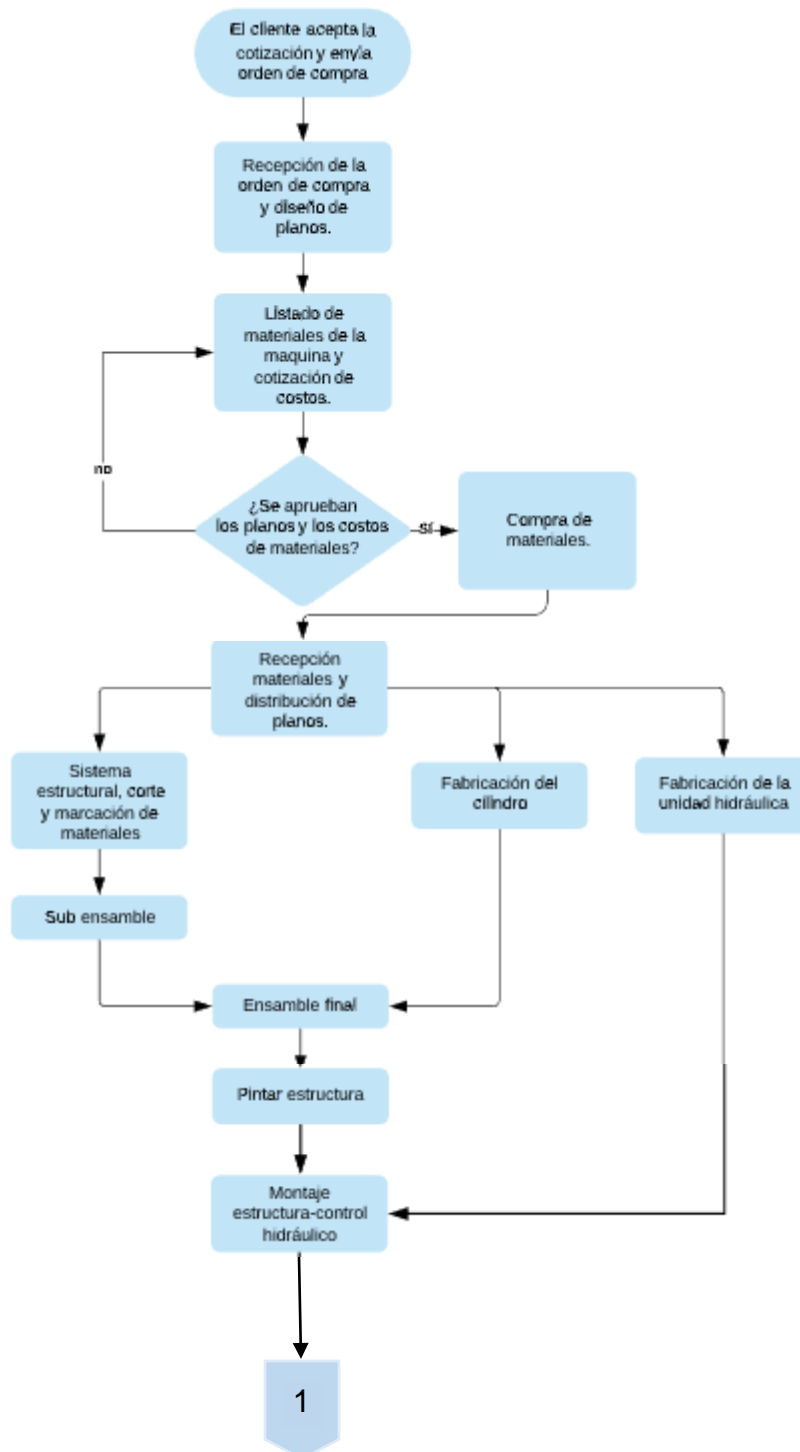 El cliente acepta la
cotización y envía
orden de compra
Recepción de la
orden de compra
y diseño de
planos.
Listado de
materiales de la
maquina y
cotización de
costos.
no
¿Se aprueban
los planos y los costos
de materiales?
Sí
Compra de
materiales.
Recepción
materiales y
distribución de
planos.
Sistema
estructural, corte
y marcación de
materiales
Fabricación del
cilindro
Fabricación de la
unidad hidráulica
Sub ensamble
Ensamble final
Pintar estructura
Montaje
estructura-control
hidráulico
1